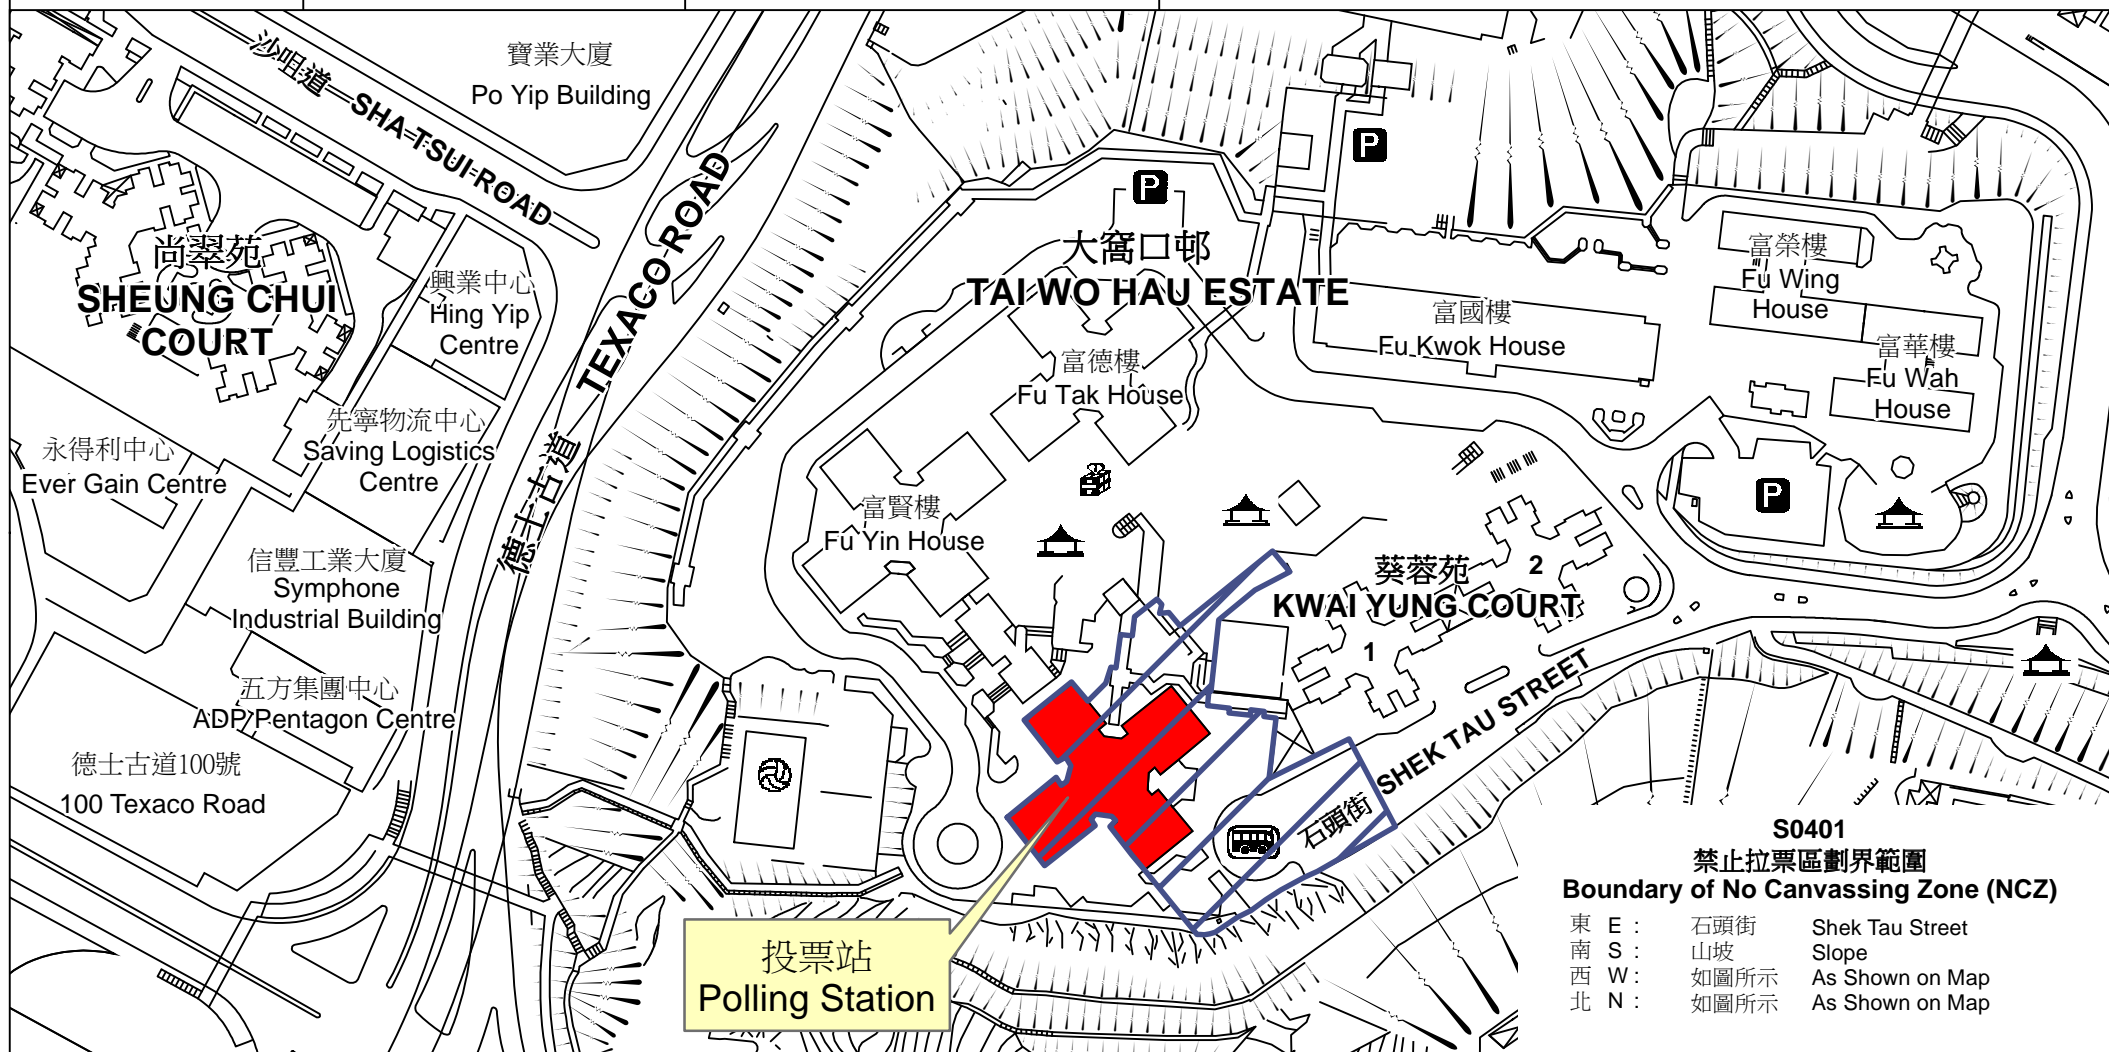 寶業大廈
Po Yip Building
沙咀道 SHA TSUI ROAD
尚翠苑
SHEUNG CHUI
COURT
興業中心
Hing Yip
Centre
德士古道 TEXACO ROAD
先寧物流中心
Saving Logistics
Centre
永得利中心
Ever Gain Centre
信豐工業大廈
Symphone
Industrial Building
五方集團中心
ADP Pentagon Centre
德士古道100號
100 Texaco Road
P
P
大窩口邨
TAI WO HAU ESTATE
富德樓
Fu Tak House
富賢樓
Fu Yin House
富國樓
Fu Kwok House
富榮樓
Fu Wing
House
富華樓
Fu Wah
House
P
葵蓉苑
KWAI YUNG COURT
2
1
石頭街 SHEK TAU STREET
投票站
Polling Station
S0401
禁止拉票區劃界範圍
Boundary of No Canvassing Zone (NCZ)
東 E : 石頭街 Shek Tau Street
南 S : 山坡 Slope
西 W : 如圖所示 As Shown on Map
北 N : 如圖所示 As Shown on Map